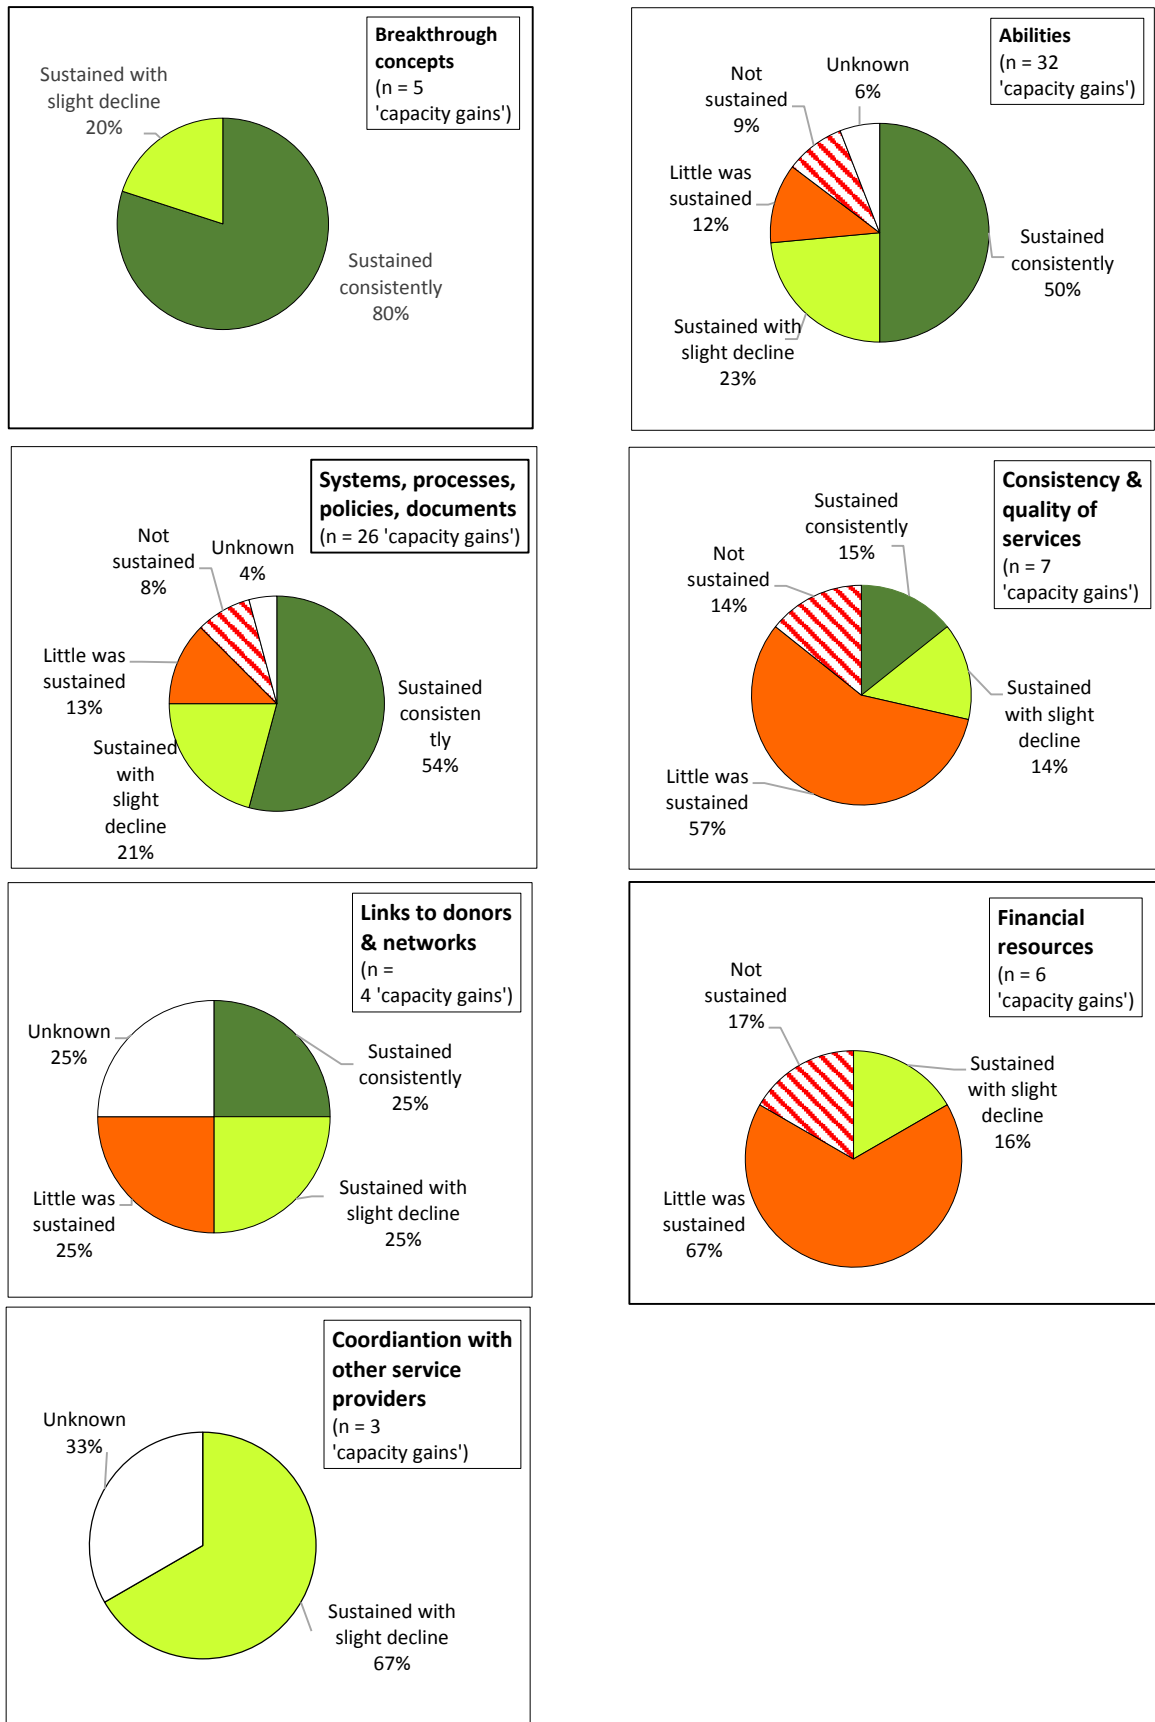 Breakthrough
concepts
(n = 5
'capacity gains')
Sustained with
slight decline
20%
Sustained
consistently
80%
Abilities
(n = 32
'capacity gains')
Unknown
6%
Not
sustained
9%
Little was
sustained
12%
Sustained
consistently
50%
Sustained with
slight decline
23%
Systems, processes,
policies, documents
(n = 26 'capacity gains')
Not
sustained
8%
Unknown
4%
Little was
sustained
13%
Sustained
consisten
tly
54%
Sustained
with
slight
decline
21%
Consistency &
quality of
services
(n = 7
'capacity gains')
Sustained
consistently
15%
Not
sustained
14%
Sustained
with slight
decline
14%
Little was
sustained
57%
Links to donors
& networks
(n =
4 'capacity gains')
Unknown
25%
Sustained
consistently
25%
Little was
sustained
25%
Sustained with
slight decline
25%
Financial
resources
(n = 6
'capacity gains')
Not
sustained
17%
Sustained
with slight
decline
16%
Little was
sustained
67%
Coordiantion with
other service
providers
(n = 3
'capacity gains')
Unknown
33%
Sustained with
slight decline
67%